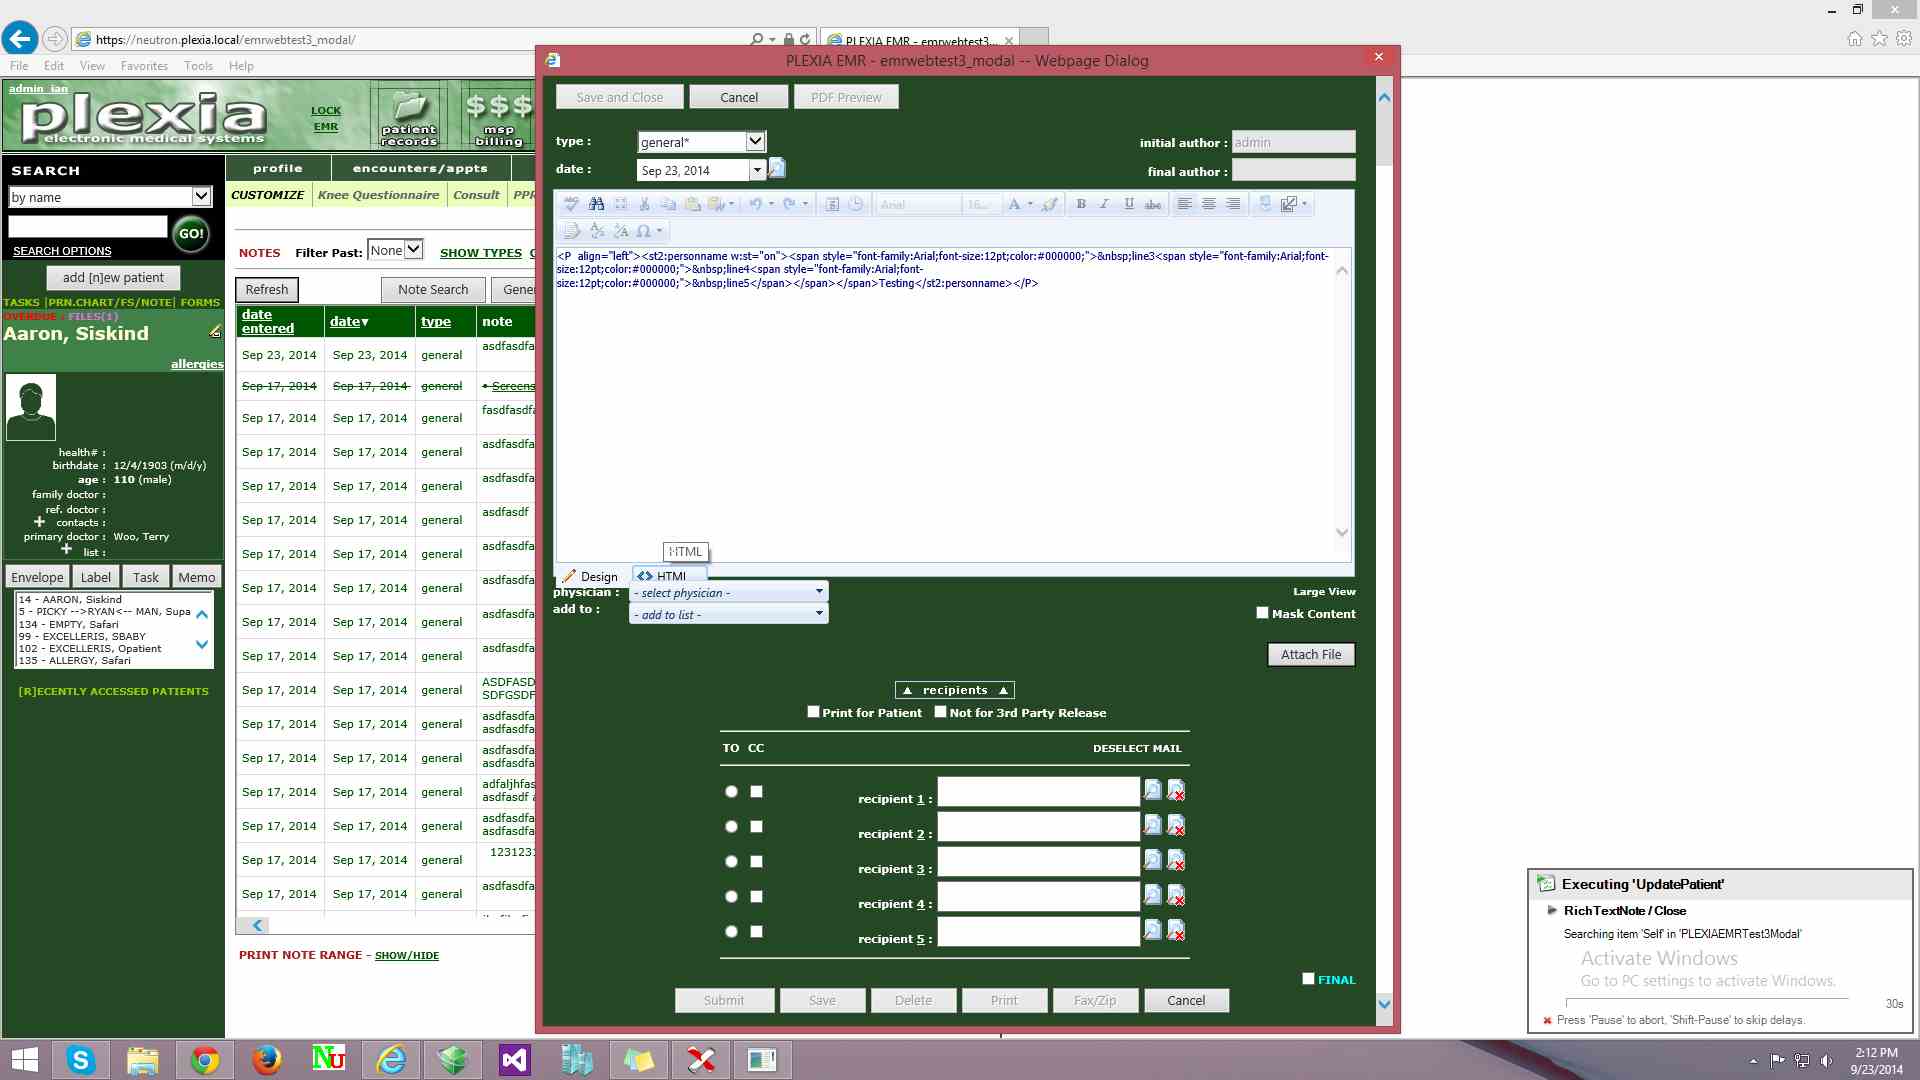 https://neutron.plexia.local/emrwebtest3_modal/
PLEXIA EMR - emrwebtest3...
File Edit View Favorites Tools Help
PLEXIA EMR - emrwebtest3_modal -- Webpage Dialog
admin_ian
plexia
electronic medical systems
LOCK
EMR
patient
records
$$$
msp
billing
SEARCH
by name
GO!
SEARCH OPTIONS
add [n]ew patient
TASKS |PRN.CHART/FS/NOTE| FORMS
OVERDUE : FILES(1)
Aaron, Siskind
allergies
health# :
birthdate : 12/4/1903 (m/d/y)
age : 110 (male)
family doctor :
ref. doctor :
contacts :
primary doctor : Woo, Terry
list :
Envelope Label Task Memo
14 - AARON, Siskind
5 - PICKY -->RYAN<-- MAN, Supa
134 - EMPTY, Safari
99 - EXCELLERIS, SBABY
102 - EXCELLERIS, Opatient
135 - ALLERGY, Safari
[R]ECENTLY ACCESSED PATIENTS
profile encounters/appts
CUSTOMIZE Knee Questionnaire Consult PPR
NOTES Filter Past: None SHOW TYPES
Refresh Note Search Gener
date entered date▼ type note
Sep 23, 2014 Sep 23, 2014 general asdfasdfa
Sep 17, 2014 Sep 17, 2014 general • Screens
Sep 17, 2014 Sep 17, 2014 general fasdfasdfa
Sep 17, 2014 Sep 17, 2014 general asdfasdfa
Sep 17, 2014 Sep 17, 2014 general asdfasdfa
Sep 17, 2014 Sep 17, 2014 general asdfasdf
Sep 17, 2014 Sep 17, 2014 general asdfasdfa
Sep 17, 2014 Sep 17, 2014 general asdfasdfa
Sep 17, 2014 Sep 17, 2014 general asdfasdfa
Sep 17, 2014 Sep 17, 2014 general asdfasdfa
Sep 17, 2014 Sep 17, 2014 general ASDFASD
SDFGSDF
Sep 17, 2014 Sep 17, 2014 general asdfasdfa
asdfasdfa
Sep 17, 2014 Sep 17, 2014 general asdfasdfa
asdfasdfa
Sep 17, 2014 Sep 17, 2014 general adfaljhfas
asdfasdf a
Sep 17, 2014 Sep 17, 2014 general asdfasdfa
asdfasdfa
Sep 17, 2014 Sep 17, 2014 general 1231231
Sep 17, 2014 Sep 17, 2014 general asdfasdfa
PRINT NOTE RANGE - SHOW/HIDE
Save and Close Cancel PDF Preview
type : general* initial author : admin
date : Sep 23, 2014 final author :
Arial 16...
A B I U abc
<P align="left"><st2:personname w:st="on"><span style="font-family:Arial;font-size:12pt;color:#000000;">&nbsp;line3<span style="font-family:Arial;font-
size:12pt;color:#000000;">&nbsp;line4<span style="font-family:Arial;font-
size:12pt;color:#000000;">&nbsp;line5</span></span></span>Testing</st2:personname></P>
HTML
Design HTML
physician : - select physician - Large View
add to : - add to list - Mask Content
Attach File
▲ recipients ▲
Print for Patient Not for 3rd Party Release
TO CC DESELECT MAIL
recipient 1 :
recipient 2 :
recipient 3 :
recipient 4 :
recipient 5 :
FINAL
Submit Save Delete Print Fax/Zip Cancel
Executing 'UpdatePatient'
RichTextNote / Close
Searching item 'Self' in 'PLEXIAEMRTest3Modal'
Activate Windows
Go to PC settings to activate Windows.
30s
Press 'Pause' to abort, 'Shift-Pause' to skip delays.
Nu
2:12 PM
9/23/2014